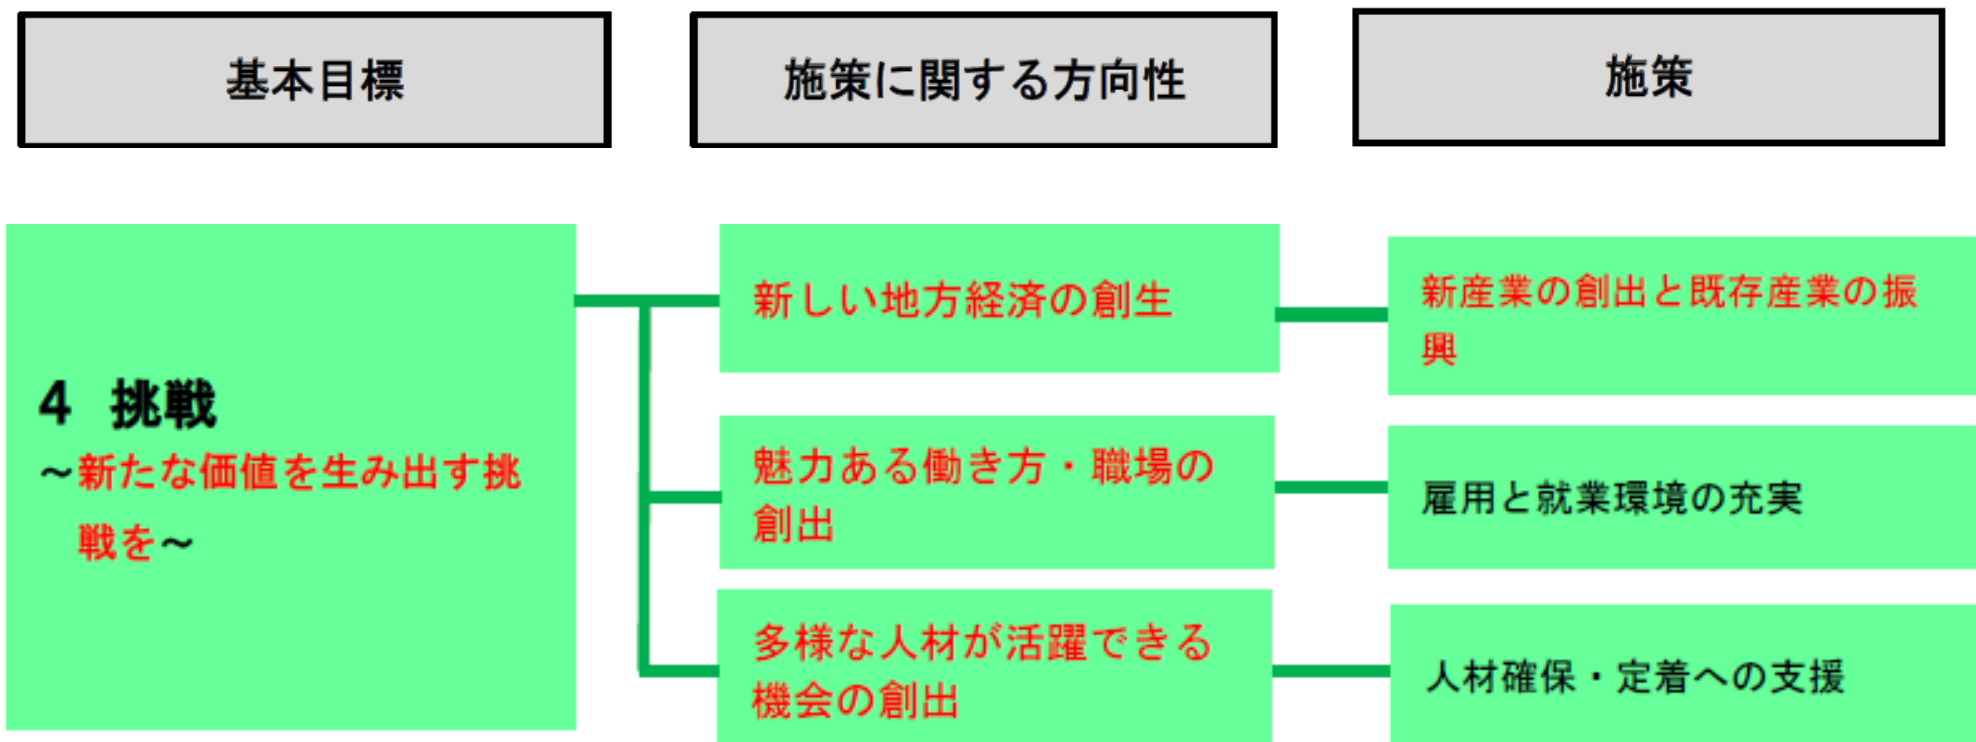 基本目標
施策に関する方向性
施策
4 挑戦
～新たな価値を生み出す挑
戦を～
新しい地方経済の創生
新産業の創出と既存産業の振
興
魅力ある働き方・職場の
創出
雇用と就業環境の充実
多様な人材が活躍できる
機会の創出
人材確保・定着への支援